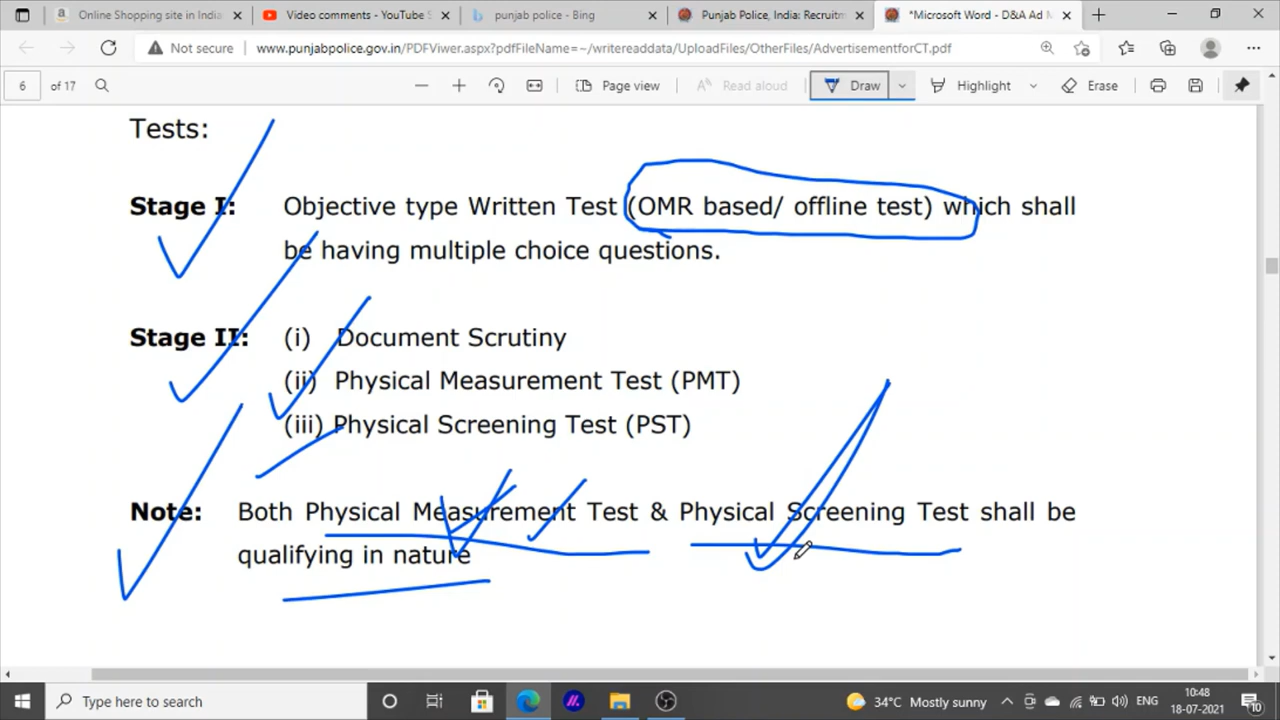 Online Shopping site in India
Video comments - YouTube S
punjab police - Bing
Punjab Police, India: Recruitm
*Microsoft Word - D&A Ad M
Not secure
www.punjabpolice.gov.in/PDFViwer.aspx?pdfFileName=~/writereaddata/UploadFiles/OtherFiles/AdvertisementforCT.pdf
6 of 17
Page view
Read aloud
Draw
Highlight
Erase
Tests:
Stage I: Objective type Written Test (OMR based/ offline test) which shall
be having multiple choice questions.
Stage II: (i) Document Scrutiny
(ii) Physical Measurement Test (PMT)
(iii) Physical Screening Test (PST)
Note: Both Physical Measurement Test & Physical Screening Test shall be
qualifying in nature
Type here to search
34°C Mostly sunny
ENG
10:48
18-07-2021
10